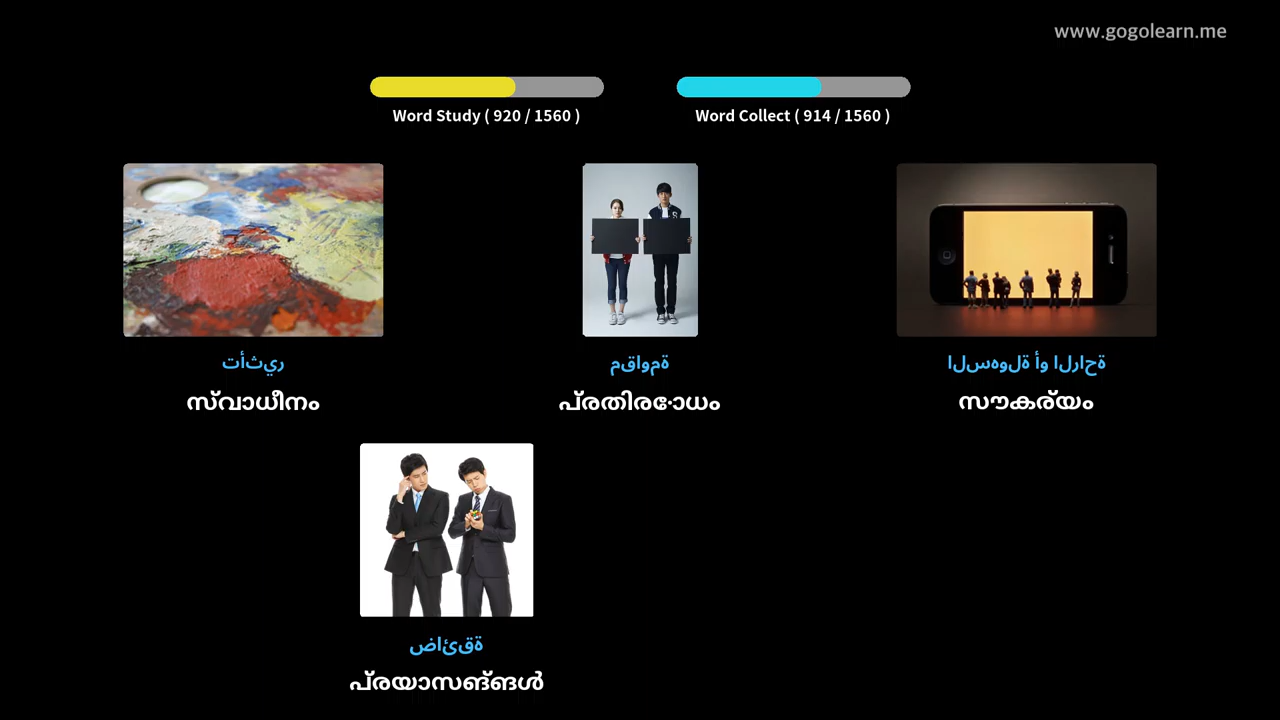 www.gogolearn.me
Word Study ( 920 / 1560 )
Word Collect ( 914 / 1560 )
تأثير
സ്വാധീനം
مقاومة
പ്രതിരോധം
السهولة أو الراحة
സൗകര്യം
ضائقة
പ്രയാസങ്ങൾ